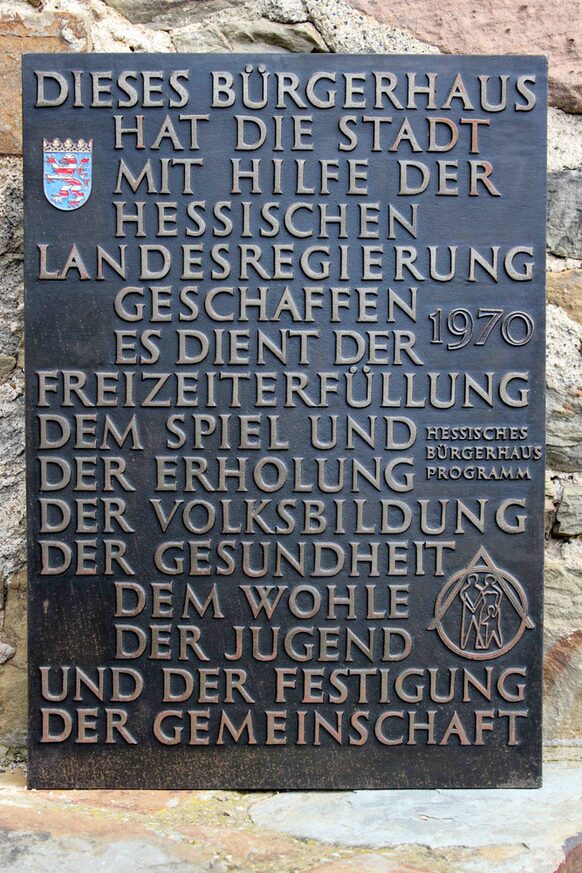 DIESES BÜRGERHAUS
HAT DIE STADT
MIT HILFE DER
HESSISCHEN
LANDESREGIERUNG
GESCHAFFEN
1970
ES DIENT DER
FREIZEITERFÜLLUNG
DEM SPIEL UND
DER ERHOLUNG
HESSISCHES
BÜRGERHAUS
PROGRAMM
DER VOLKSBILDUNG
DER GESUNDHEIT
DEM WOHLE
DER JUGEND
UND DER FESTIGUNG
DER GEMEINSCHAFT